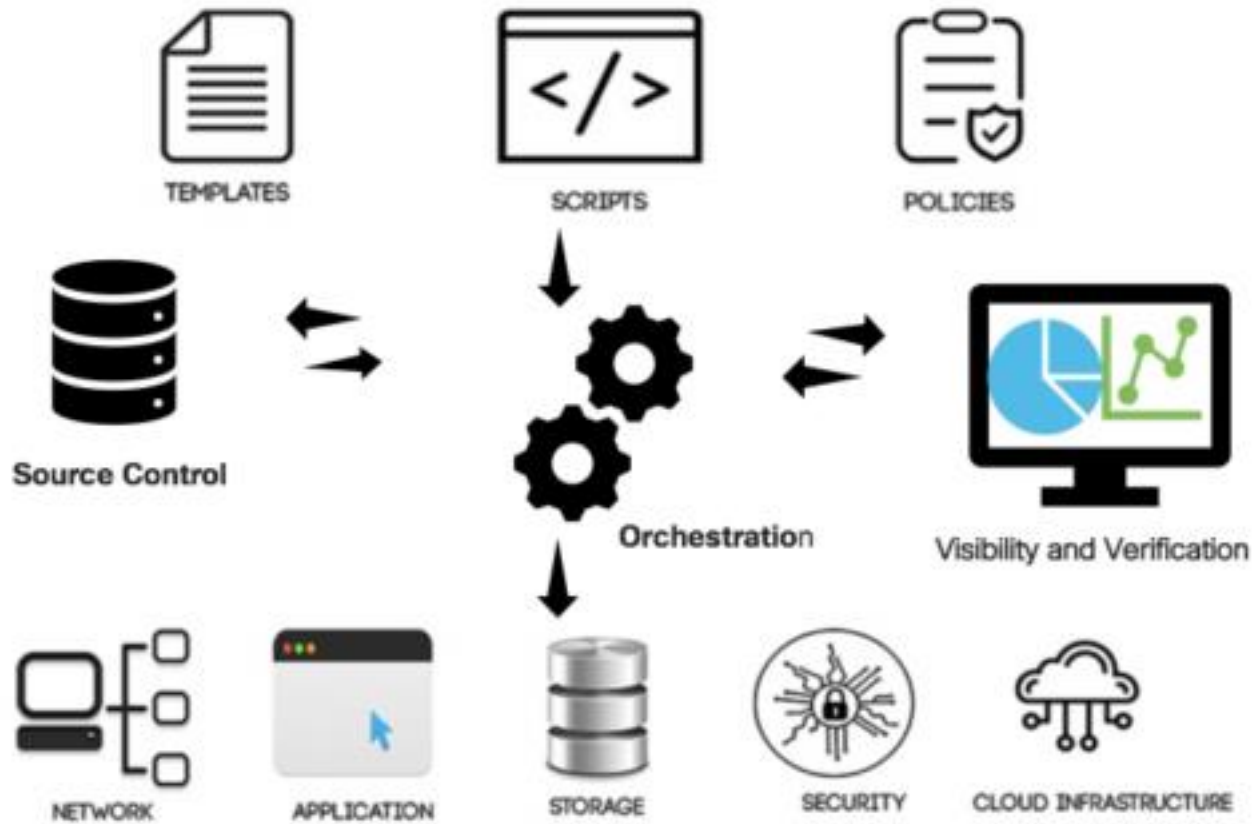 </>
TEMPLATES
SCRIPTS
POLICIES
Source Control
Orchestration
Visibility and Verification
NETWORK
APPLICATION
STORAGE
SECURITY
CLOUD INFRASTRUCTURE